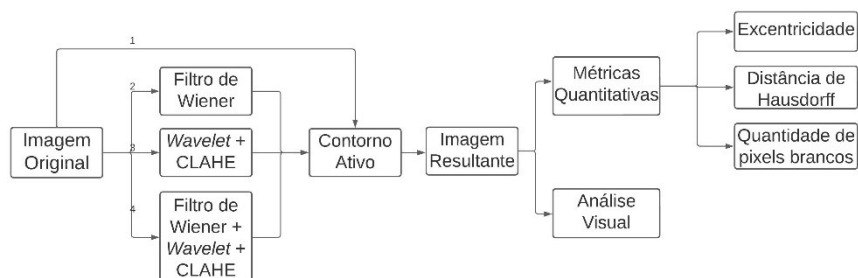 1
Imagem
Original
2
Filtro de
Wiener
3
Wavelet +
CLAHE
4
Filtro de
Wiener +
Wavelet +
CLAHE
Contorno
Ativo
Imagem
Resultante
Métricas
Quantitativas
Análise
Visual
Excentricidade
Distância de
Hausdorff
Quantidade de
pixels brancos